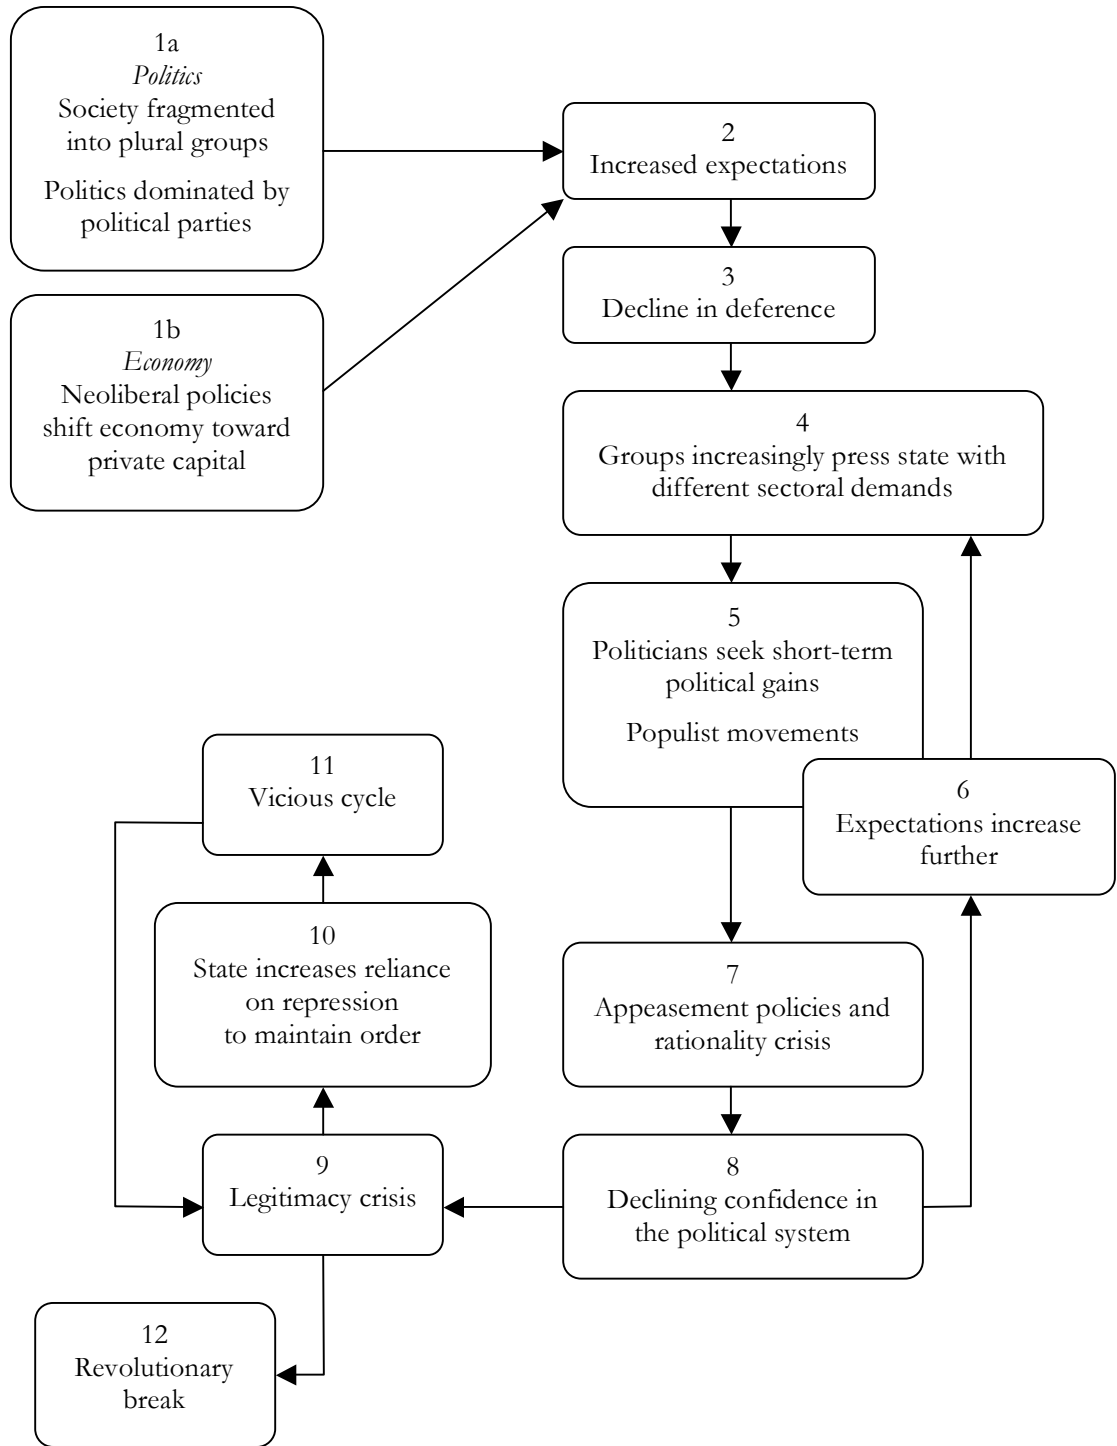 1a
Politics
Society fragmented
into plural groups
Politics dominated by
political parties
1b
Economy
Neoliberal policies
shift economy toward
private capital
2
Increased expectations
3
Decline in deference
4
Groups increasingly press state with
different sectoral demands
5
Politicians seek short-term
political gains
Populist movements
6
Expectations increase
further
7
Appeasement policies and
rationality crisis
8
Declining confidence in
the political system
9
Legitimacy crisis
10
State increases reliance
on repression
to maintain order
11
Vicious cycle
12
Revolutionary
break